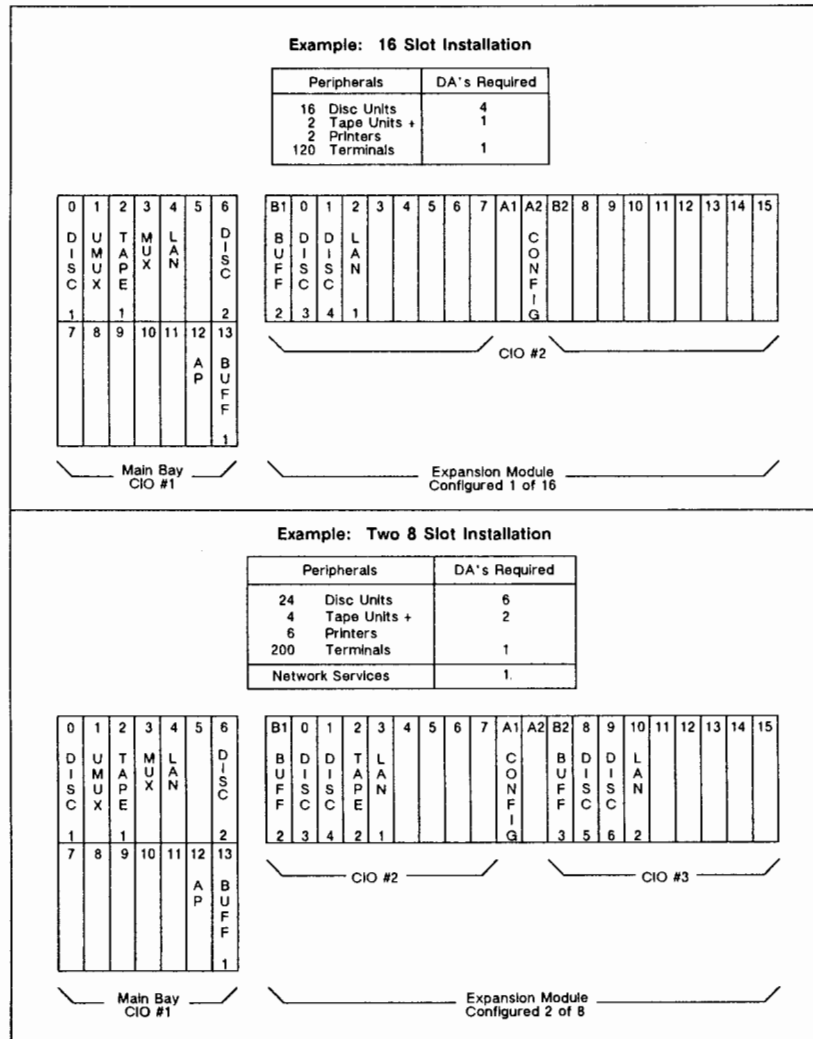 Example: 16 Slot Installation
Peripherals DA's Required
16 Disc Units 4
2 Tape Units + 1
2 Printers
120 Terminals 1
0 1 2 3 4 5 6
DISC 1 UMUX TAPE 1 MUX LAN DISC 2
7 8 9 10 11 12 13
AP BUFF 1
Main Bay
CIO #1
B1 0 1 2 3 4 5 6 7 A1 A2 B2 8 9 10 11 12 13 14 15
BUFF 2 DISC 3 DISC 4 LAN 1 CONFIG
CIO #2
Expansion Module
Configured 1 of 16
Example: Two 8 Slot Installation
Peripherals DA's Required
24 Disc Units 6
4 Tape Units + 2
6 Printers
200 Terminals 1
Network Services 1.
0 1 2 3 4 5 6
DISC 1 UMUX TAPE 1 MUX LAN DISC 2
7 8 9 10 11 12 13
AP BUFF 1
Main Bay
CIO #1
B1 0 1 2 3 4 5 6 7 A1 A2 B2 8 9 10 11 12 13 14 15
BUFF 2 DISC 3 DISC 4 TAPE 2 LAN 1 CONFIG BUFF 3 DISC 5 DISC 6 LAN 2
CIO #2 CIO #3
Expansion Module
Configured 2 of 8